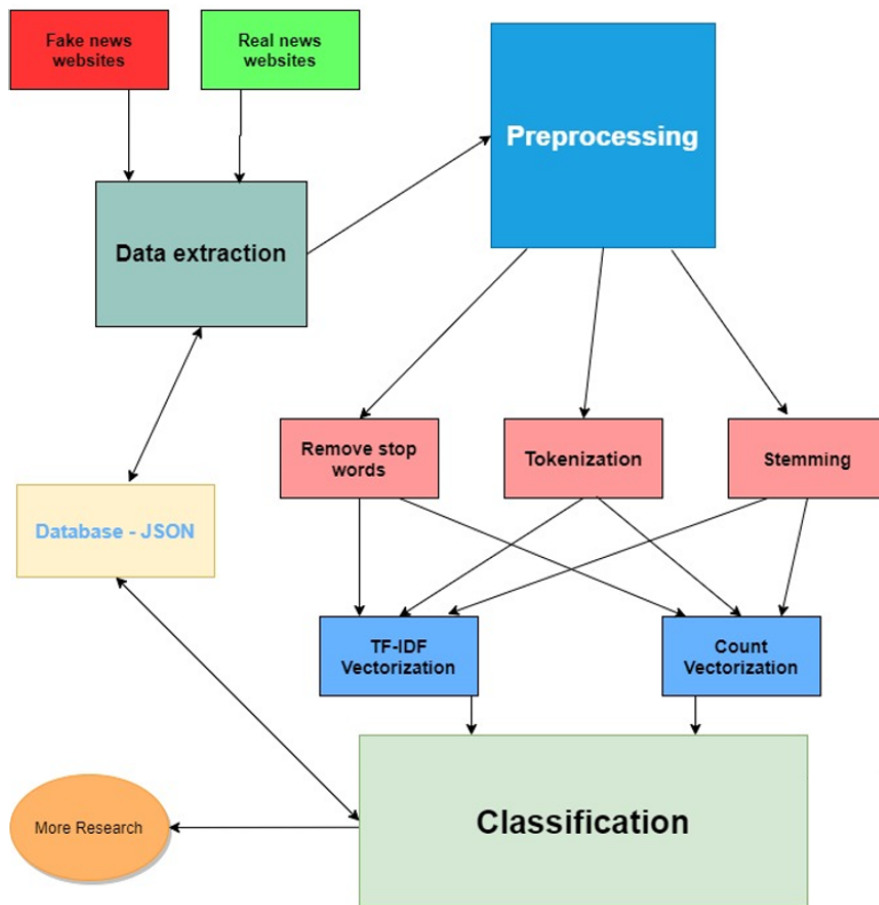 Fake news
websites
Real news
websites
Preprocessing
Data extraction
Remove stop
words
Tokenization
Stemming
Database - JSON
TF-IDF
Vectorization
Count
Vectorization
Classification
More Research